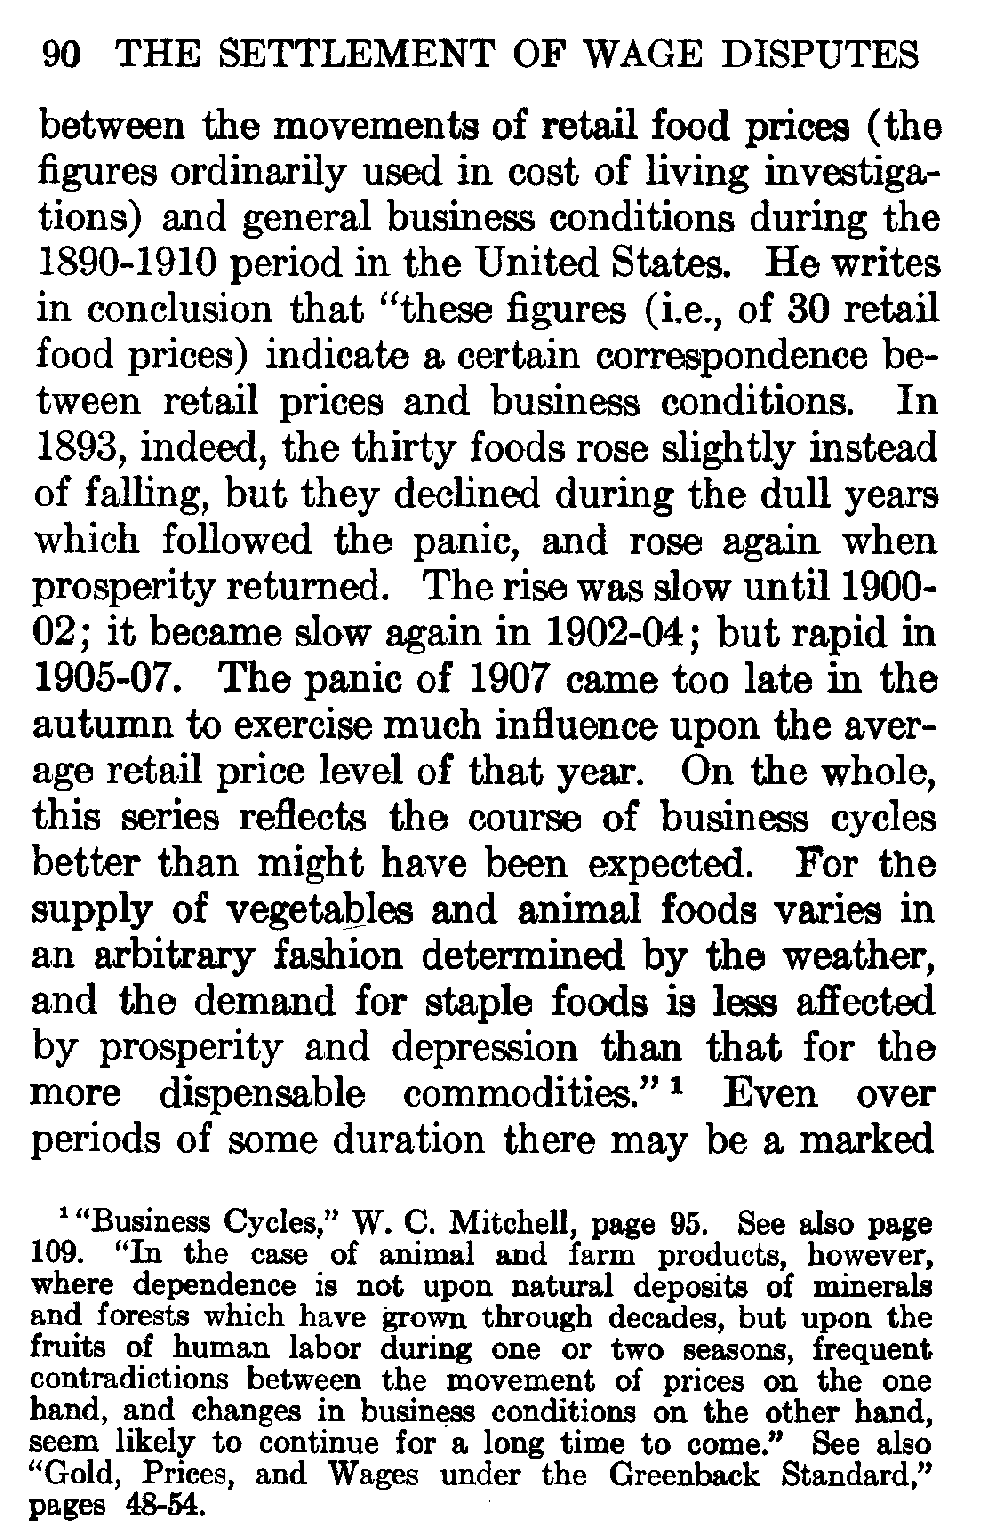 90 THE SETTLEMENT OF WAGE DISPUTES
between the movements of retail food prices (the
figures ordinarily used in cost of living investiga-
tions) and general business conditions during the
1890-1910 period in the United States. He writes
in conclusion that “these figures (i.e., of 30 retail
food prices) indicate a certain correspondence be-
tween retail prices and business conditions. In
1893, indeed, the thirty foods rose slightly instead
of falling, but they declined during the dull years
which followed the panic, and rose again when
prosperity returned. The rise was slow until 1900-
02; it became slow again in 1902-04; but rapid in
1905-07. The panic of 1907 came too late in the
autumn to exercise much influence upon the aver-
age retail price level of that year. On the whole,
this series reflects the course of business cycles
better than might have been expected. For the
supply of vegetables and animal foods varies in
an arbitrary fashion determined by the weather,
and the demand for staple foods is less affected
by prosperity and depression than that for the
more dispensable commodities.” ¹ Even over
periods of some duration there may be a marked
¹ “Business Cycles,” W. C. Mitchell, page 95. See also page
109. “In the case of animal and farm products, however,
where dependence is not upon natural deposits of minerals
and forests which have grown through decades, but upon the
fruits of human labor during one or two seasons, frequent
contradictions between the movement of prices on the one
hand, and changes in business conditions on the other hand,
seem likely to continue for a long time to come.” See also
“Gold, Prices, and Wages under the Greenback Standard,”
pages 48-54.